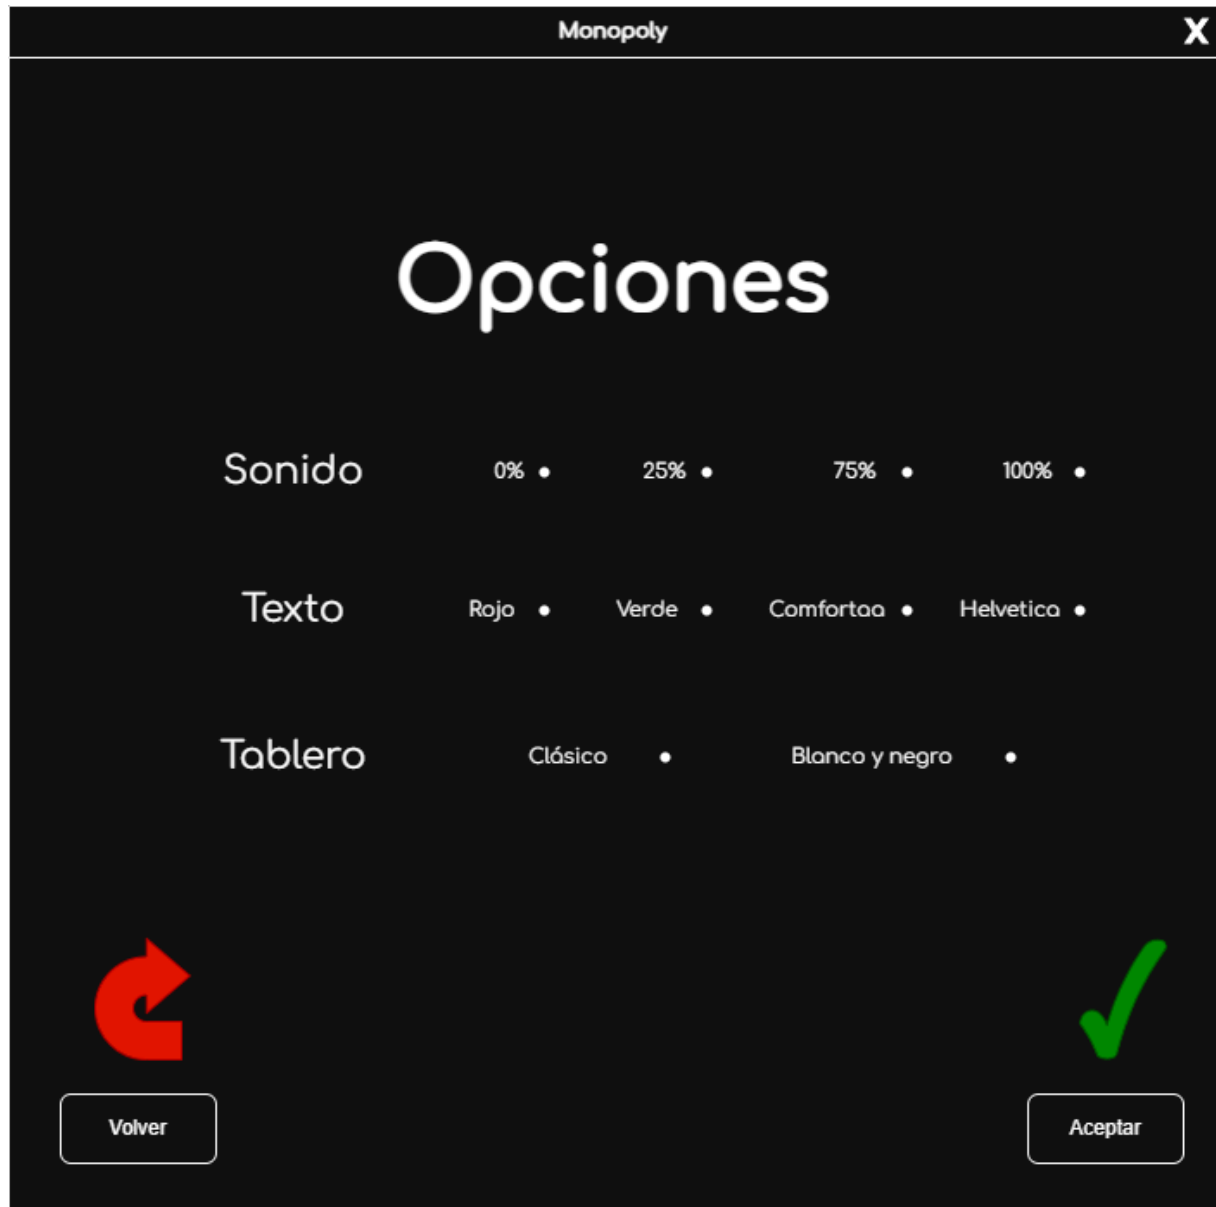 Monopoly X
Opciones
Sonido 0% 25% 75% 100%
Texto Rojo Verde Comfortaa Helvetica
Tablero Clásico Blanco y negro
Volver Aceptar